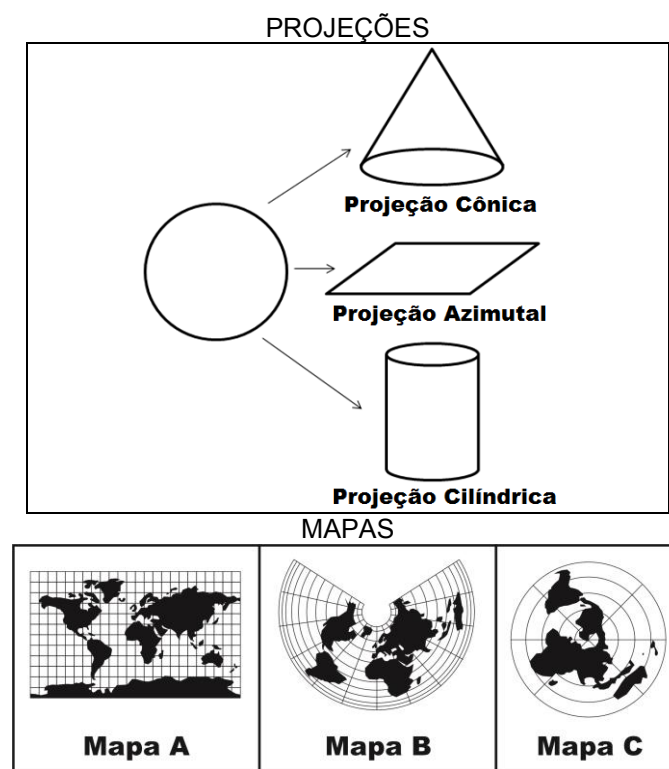 PROJEÇÕES
Projeção Cônica
Projeção Azimutal
Projeção Cilíndrica
MAPAS
Mapa A
Mapa B
Mapa C